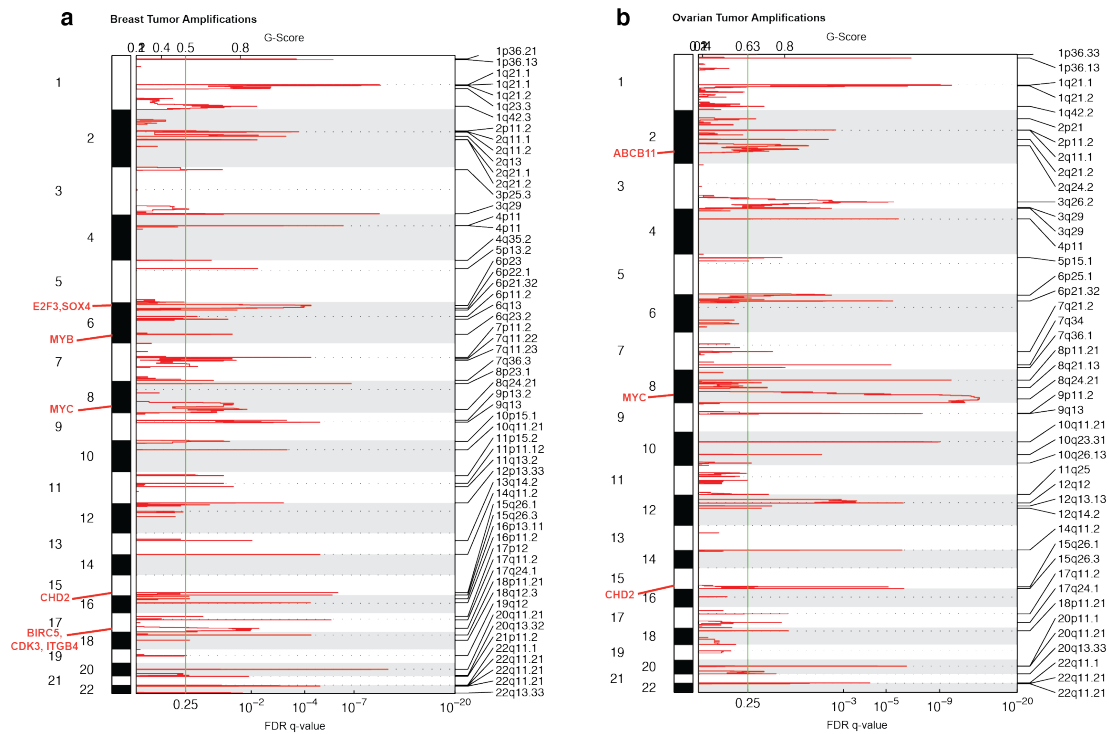 a
Breast Tumor Amplifications
G-Score
0.4
0.5
0.8
1
2
3
4
5
6
7
8
9
10
11
12
13
14
15
16
17
18
19
20
21
22
E2F3,SOX4
MYB
MYC
CHD2
BIRC5,
CDK3, ITGB4
1p36.21
1p36.13
1q21.1
1q21.1
1q21.2
1q23.3
1q42.3
2p11.2
2q11.1
2q11.2
2q13
2q21.1
2q21.2
3p25.3
3q29
4p11
4p11
4q35.2
5p13.2
6p23
6p22.1
6p21.32
6p11.2
6q13
6q23.2
7p11.2
7q11.22
7q11.23
7q36.3
8p23.1
8q24.21
9p13.2
9q13
10p15.1
10q11.21
11p15.2
11p11.12
11q13.2
12p13.33
13q14.2
14q11.2
15q26.1
15q26.3
16p13.11
16p11.2
17p12
17q11.2
17q24.1
18p11.21
18q12.3
19q12
20q11.21
20q13.32
21p11.2
22q11.1
22q11.21
22q11.21
22q11.21
22q13.33
0.25
10−2
10−4
10−7
10−20
FDR q-value
b
Ovarian Tumor Amplifications
G-Score
0.63
0.8
1
2
3
4
5
6
7
8
9
10
11
12
13
14
15
16
17
18
19
20
21
22
ABCB11
MYC
CHD2
1p36.33
1p36.13
1q21.1
1q21.2
1q42.2
2p21
2p11.2
2q11.1
2q21.2
2q24.2
3q26.2
3q29
3q29
4p11
5p15.1
6p25.1
6p21.32
7q21.2
7q34
7q36.1
8p11.21
8q21.13
8q24.21
9p11.2
9q13
10q11.21
10q23.31
10q26.13
11q25
12q12
12q13.13
12q14.2
14q11.2
15q26.1
15q26.3
17q11.2
17q24.1
18p11.21
20p11.1
20q11.21
20q13.33
22q11.1
22q11.21
22q11.21
0.25
10−3
10−5
10−9
10−20
FDR q-value